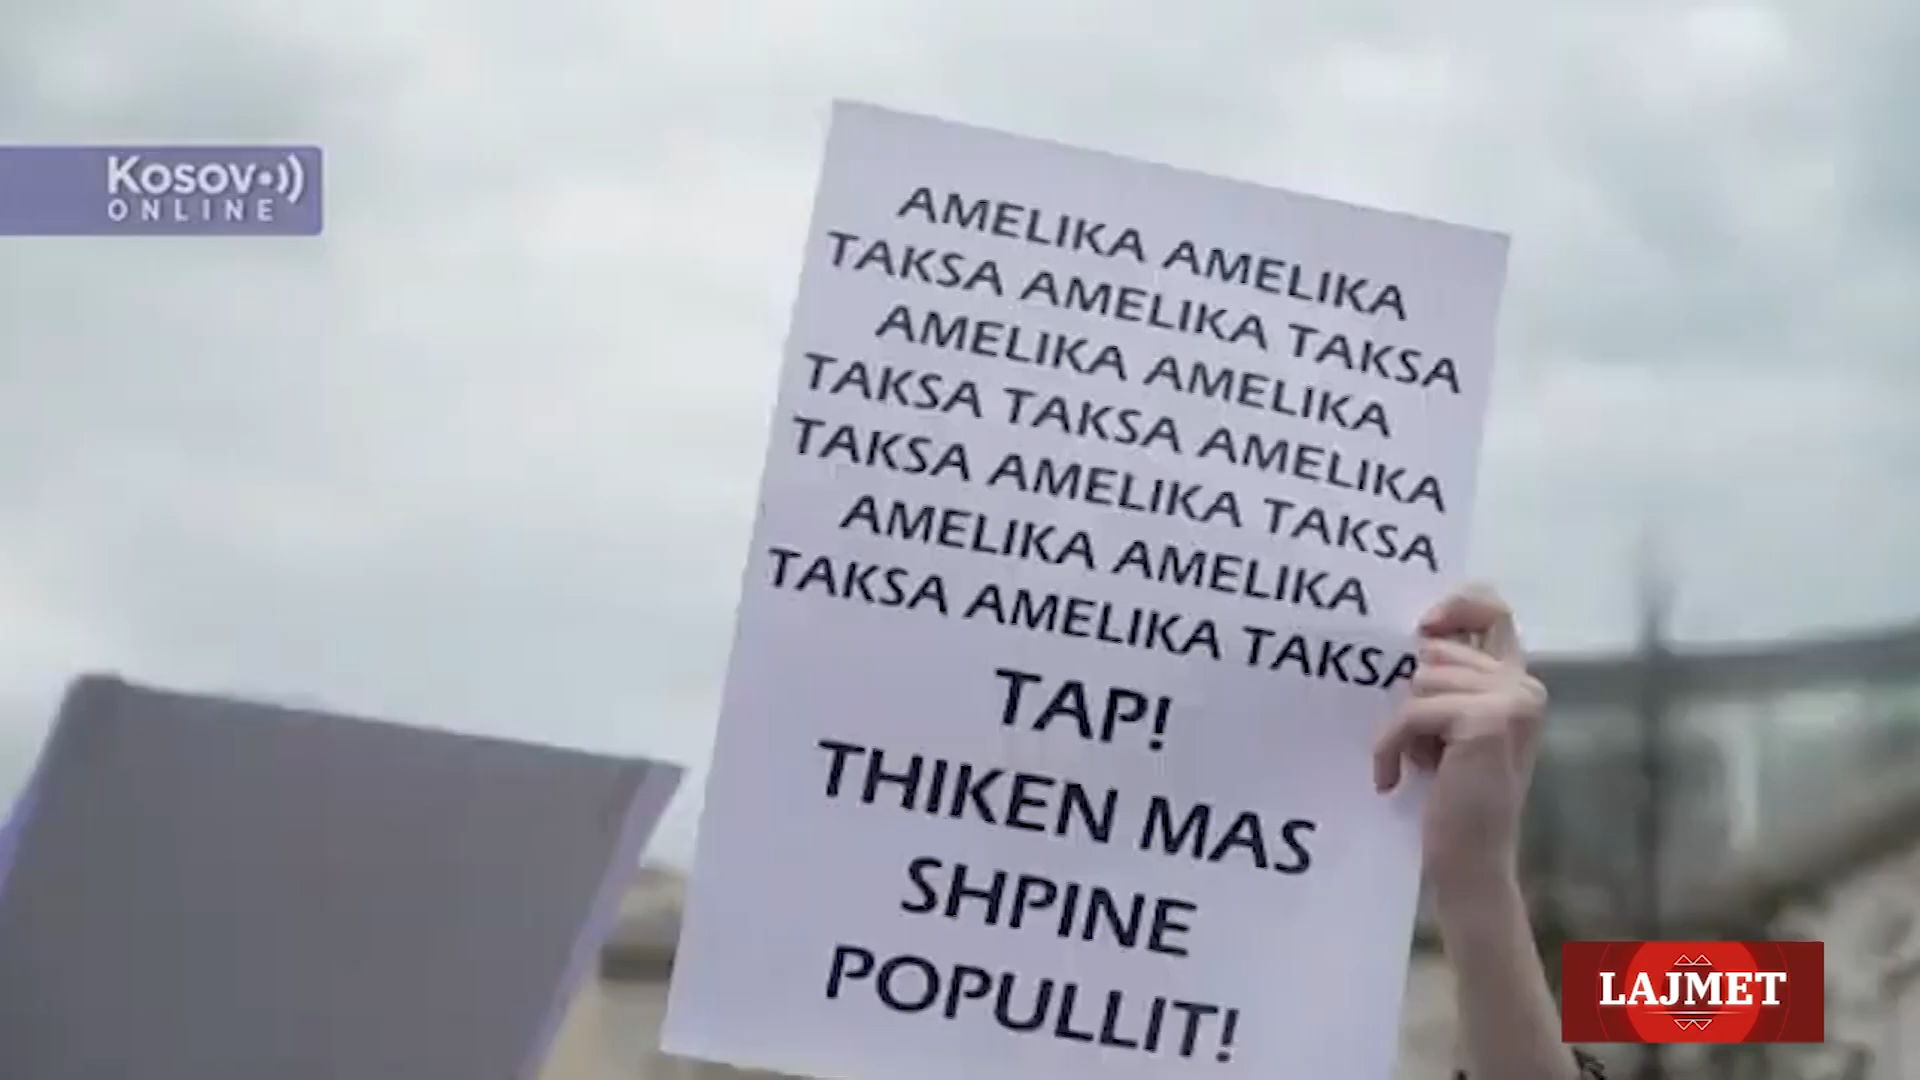 Kosovo
ONLINE
AMELIKA AMELIKA
TAKSA AMELIKA TAKSA
AMELIKA AMELIKA
TAKSA TAKSA AMELIKA
TAKSA AMELIKA TAKSA
AMELIKA AMELIKA
TAKSA AMELIKA TAKSA
TAP!
THIKEN MAS
SHPINE
POPULLIT!
LAJMET